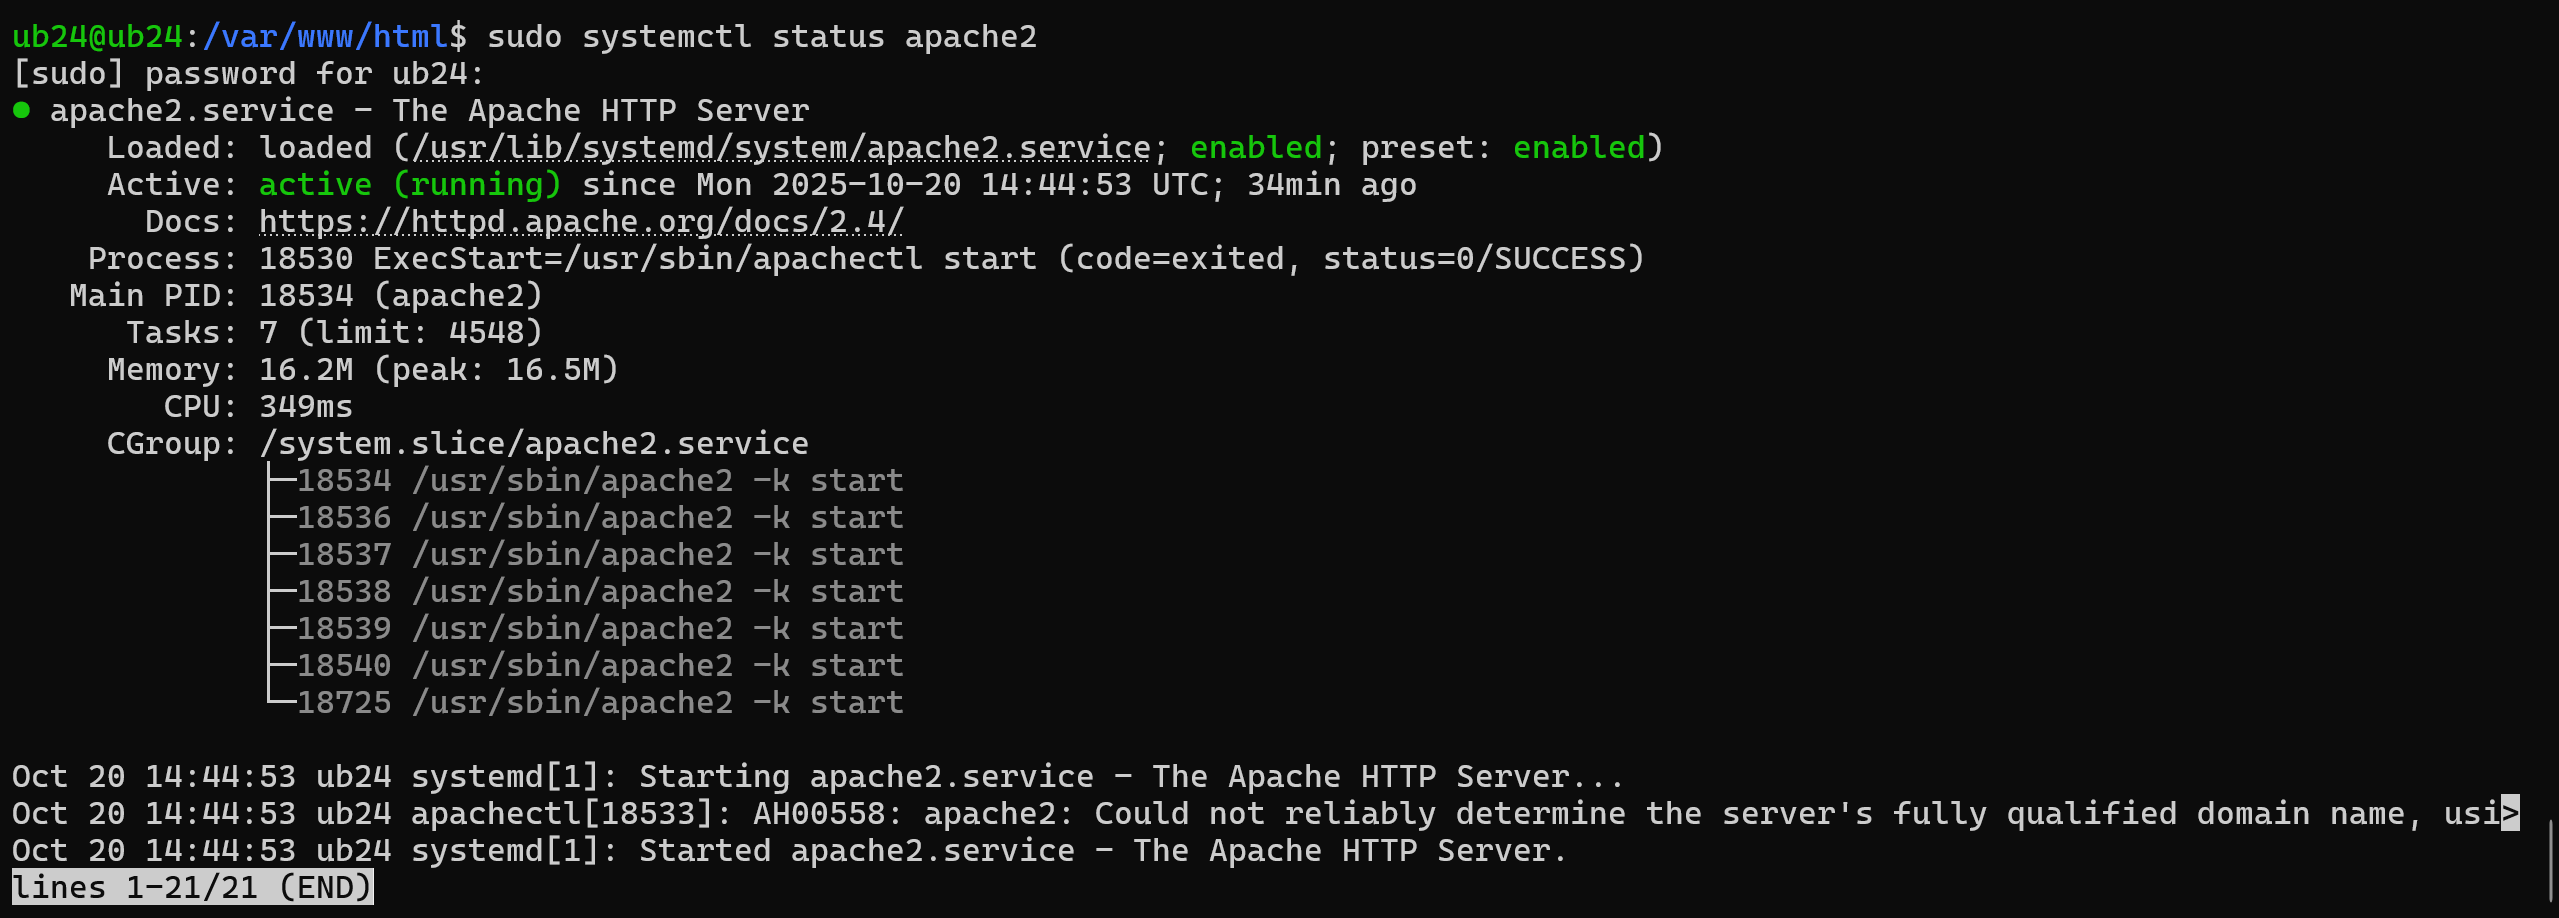 ub24@ub24:/var/www/html$ sudo systemctl status apache2
[sudo] password for ub24:
● apache2.service - The Apache HTTP Server
     Loaded: loaded (/usr/lib/systemd/system/apache2.service; enabled; preset: enabled)
     Active: active (running) since Mon 2025-10-20 14:44:53 UTC; 34min ago
       Docs: https://httpd.apache.org/docs/2.4/
    Process: 18530 ExecStart=/usr/sbin/apachectl start (code=exited, status=0/SUCCESS)
   Main PID: 18534 (apache2)
      Tasks: 7 (limit: 4548)
     Memory: 16.2M (peak: 16.5M)
        CPU: 349ms
     CGroup: /system.slice/apache2.service
             ├─18534 /usr/sbin/apache2 -k start
             ├─18536 /usr/sbin/apache2 -k start
             ├─18537 /usr/sbin/apache2 -k start
             ├─18538 /usr/sbin/apache2 -k start
             ├─18539 /usr/sbin/apache2 -k start
             ├─18540 /usr/sbin/apache2 -k start
             └─18725 /usr/sbin/apache2 -k start

Oct 20 14:44:53 ub24 systemd[1]: Starting apache2.service - The Apache HTTP Server...
Oct 20 14:44:53 ub24 apachectl[18533]: AH00558: apache2: Could not reliably determine the server's fully qualified domain name, usi>
Oct 20 14:44:53 ub24 systemd[1]: Started apache2.service - The Apache HTTP Server.
lines 1-21/21 (END)